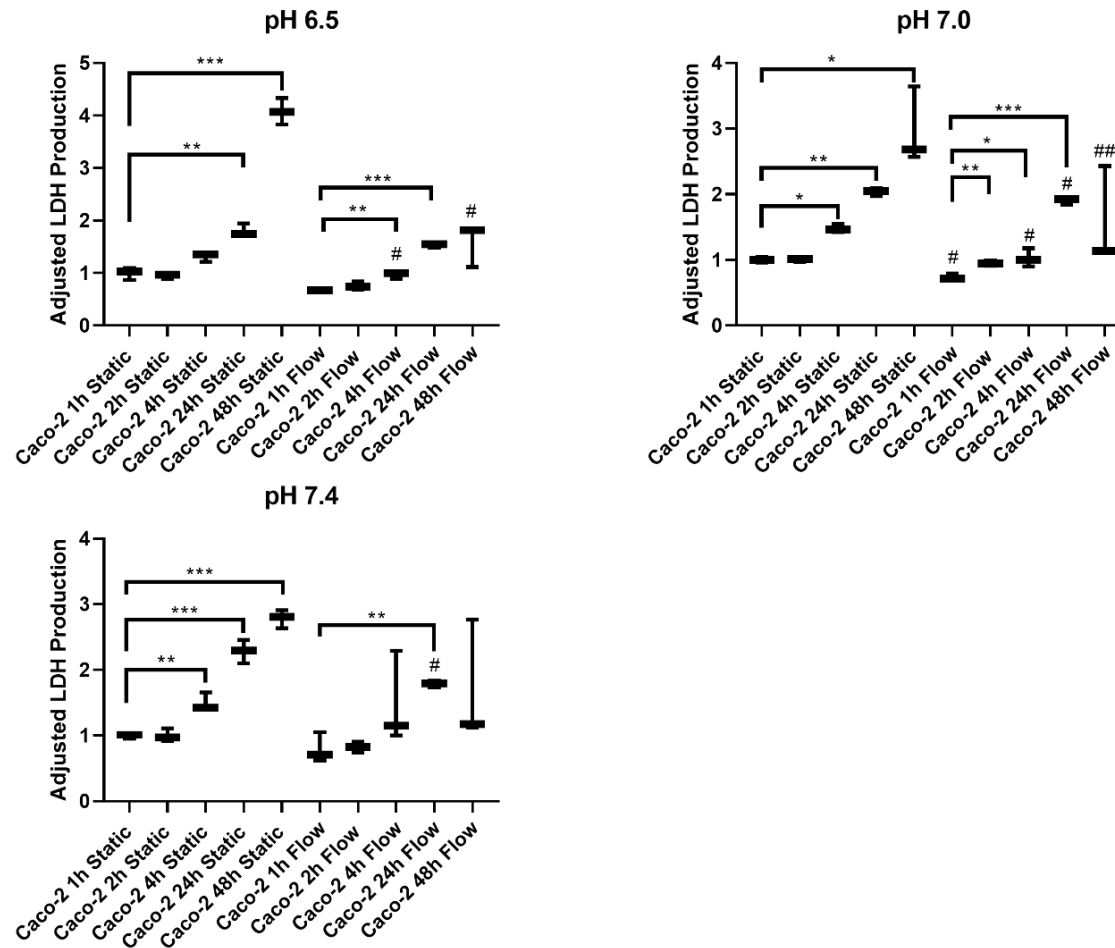 pH 6.5
Adjusted LDH Production
5
4
3
2
1
0
***
**
***
**
#
#
Caco-2 1h Static
Caco-2 2h Static
Caco-2 4h Static
Caco-2 24h Static
Caco-2 48h Static
Caco-2 1h Flow
Caco-2 2h Flow
Caco-2 4h Flow
Caco-2 24h Flow
Caco-2 48h Flow
pH 7.0
Adjusted LDH Production
4
3
2
1
0
*
**
*
***
*
**
#
#
#
##
Caco-2 1h Static
Caco-2 2h Static
Caco-2 4h Static
Caco-2 24h Static
Caco-2 48h Static
Caco-2 1h Flow
Caco-2 2h Flow
Caco-2 4h Flow
Caco-2 24h Flow
Caco-2 48h Flow
pH 7.4
Adjusted LDH Production
4
3
2
1
0
***
***
**
**
#
Caco-2 1h Static
Caco-2 2h Static
Caco-2 4h Static
Caco-2 24h Static
Caco-2 48h Static
Caco-2 1h Flow
Caco-2 2h Flow
Caco-2 4h Flow
Caco-2 24h Flow
Caco-2 48h Flow